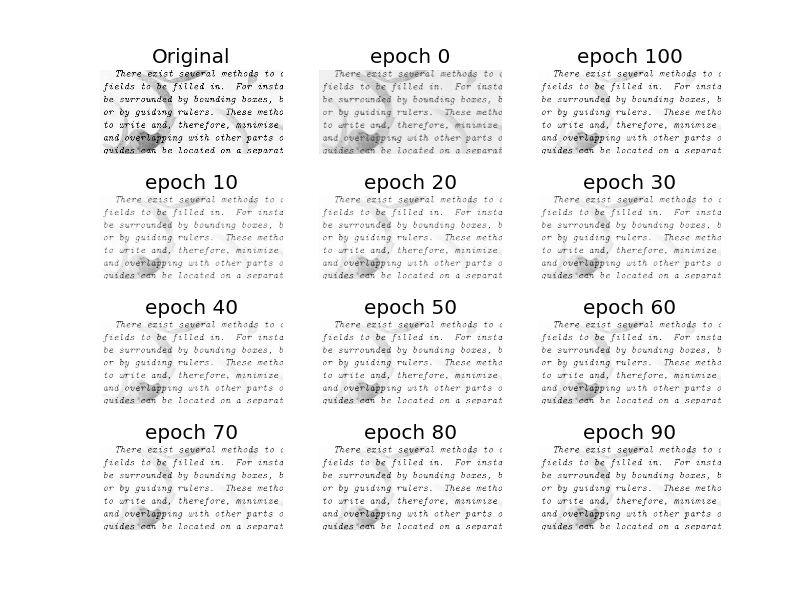 Original
There exist several methods to
fields to be filled in. For insta
be surrounded by bounding boxes, b
or by guiding rulers. These metho
to write and, therefore, minimize
and overlapping with other parts o
guides can be located on a separat
epoch 0
There exist several methods to
fields to be filled in. For insta
be surrounded by bounding boxes, b
or by guiding rulers. These metho
to write and, therefore, minimize
and overlapping with other parts o
guides can be located on a separat
epoch 100
There exist several methods to
fields to be filled in. For insta
be surrounded by bounding boxes, b
or by guiding rulers. These metho
to write and, therefore, minimize
and overlapping with other parts o
guides can be located on a separat
epoch 10
There exist several methods to
fields to be filled in. For insta
be surrounded by bounding boxes, b
or by guiding rulers. These metho
to write and, therefore, minimize
and overlapping with other parts o
guides can be located on a separat
epoch 20
There exist several methods to
fields to be filled in. For insta
be surrounded by bounding boxes, b
or by guiding rulers. These metho
to write and, therefore, minimize
and overlapping with other parts o
guides can be located on a separat
epoch 30
There exist several methods to
fields to be filled in. For insta
be surrounded by bounding boxes, b
or by guiding rulers. These metho
to write and, therefore, minimize
and overlapping with other parts o
guides can be located on a separat
epoch 40
There exist several methods to
fields to be filled in. For insta
be surrounded by bounding boxes, b
or by guiding rulers. These metho
to write and, therefore, minimize
and overlapping with other parts o
guides can be located on a separat
epoch 50
There exist several methods to
fields to be filled in. For insta
be surrounded by bounding boxes, b
or by guiding rulers. These metho
to write and, therefore, minimize
and overlapping with other parts o
guides can be located on a separat
epoch 60
There exist several methods to
fields to be filled in. For insta
be surrounded by bounding boxes, b
or by guiding rulers. These metho
to write and, therefore, minimize
and overlapping with other parts o
guides can be located on a separat
epoch 70
There exist several methods to
fields to be filled in. For insta
be surrounded by bounding boxes, b
or by guiding rulers. These metho
to write and, therefore, minimize
and overlapping with other parts o
guides can be located on a separat
epoch 80
There exist several methods to
fields to be filled in. For insta
be surrounded by bounding boxes, b
or by guiding rulers. These metho
to write and, therefore, minimize
and overlapping with other parts o
guides can be located on a separat
epoch 90
There exist several methods to
fields to be filled in. For insta
be surrounded by bounding boxes, b
or by guiding rulers. These metho
to write and, therefore, minimize
and overlapping with other parts o
guides can be located on a separat